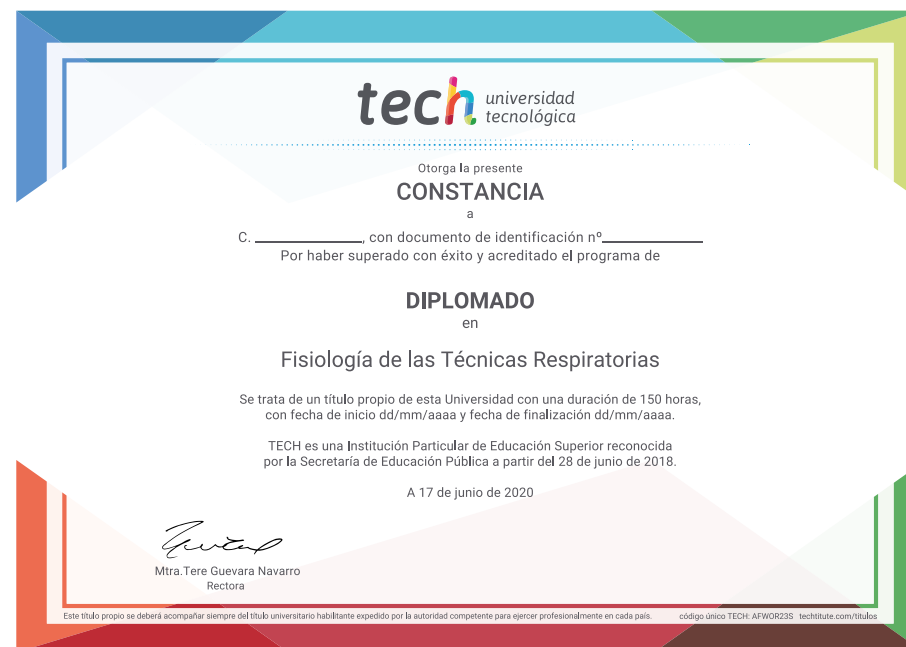 tech universidad
tecnológica
Otorga la presente
CONSTANCIA
a
C. ____________, con documento de identificación nº____________
Por haber superado con éxito y acreditado el programa de
DIPLOMADO
en
Fisiología de las Técnicas Respiratorias
Se trata de un título propio de esta Universidad con una duración de 150 horas,
con fecha de inicio dd/mm/aaaa y fecha de finalización dd/mm/aaaa.
TECH es una Institución Particular de Educación Superior reconocida
por la Secretaría de Educación Pública a partir del 28 de junio de 2018.
A 17 de junio de 2020
Mtra.Tere Guevara Navarro
Rectora
Este título propio se deberá acompañar siempre del título universitario habilitante expedido por la autoridad competente para ejercer profesionalmente en cada país. código único TECH: AFWOR23S techtitute.com/titulos